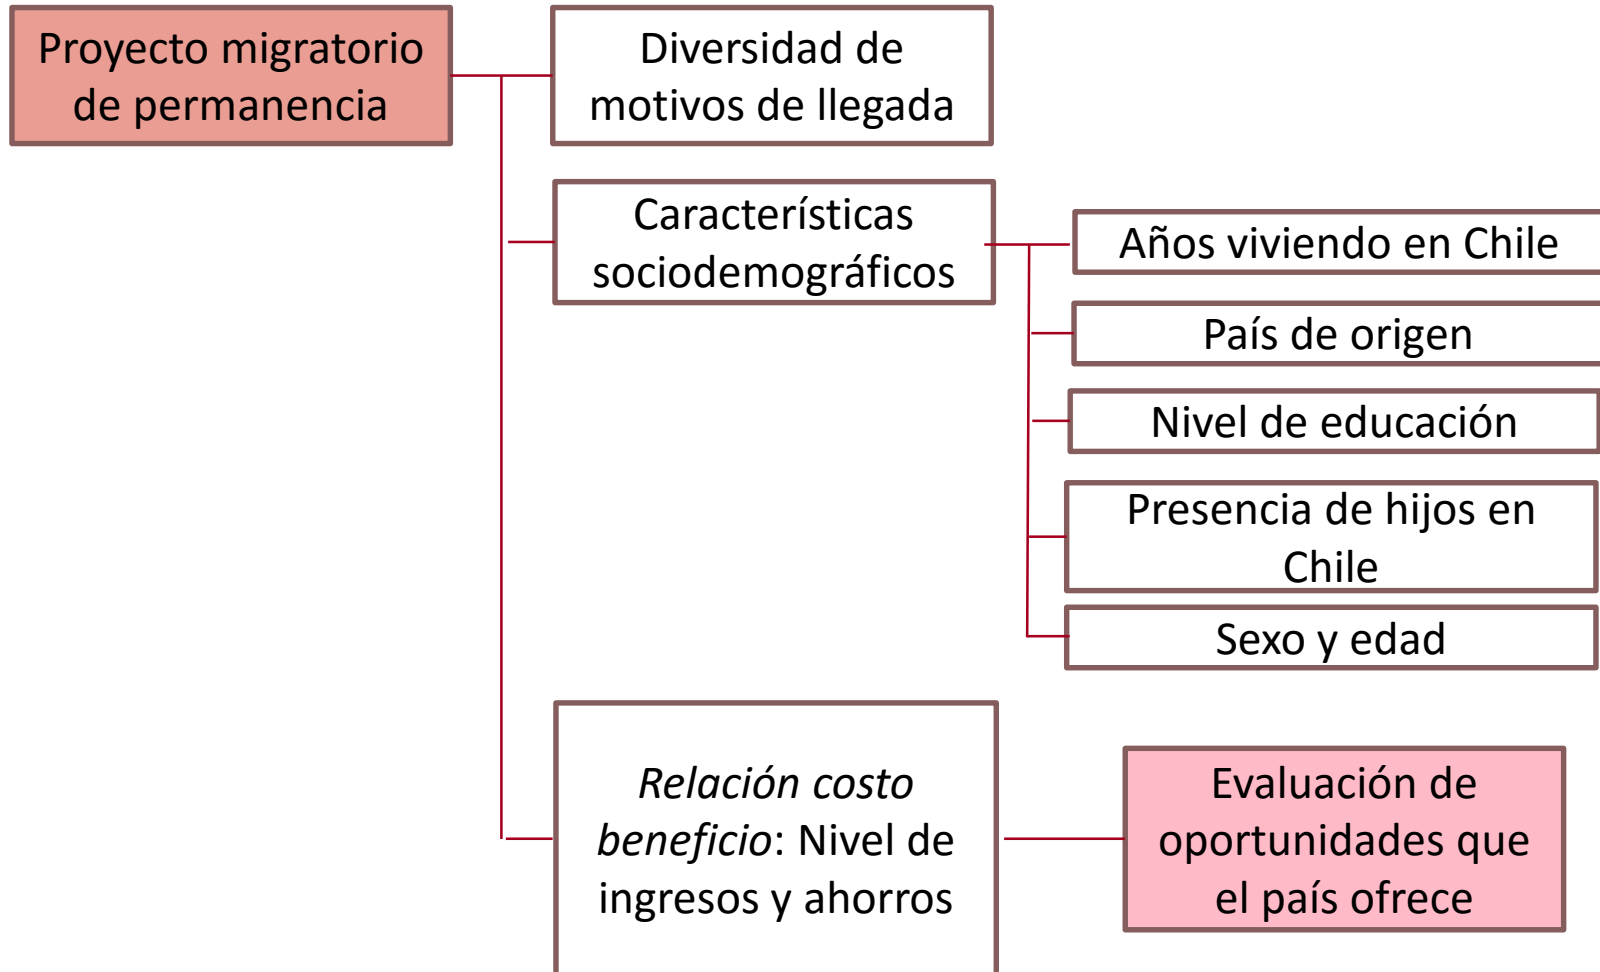 Proyecto migratorio
de permanencia
Diversidad de
motivos de llegada
Características
sociodemográficos
Años viviendo en Chile
País de origen
Nivel de educación
Presencia de hijos en
Chile
Sexo y edad
Relación costo
beneficio: Nivel de
ingresos y ahorros
Evaluación de
oportunidades que
el país ofrece